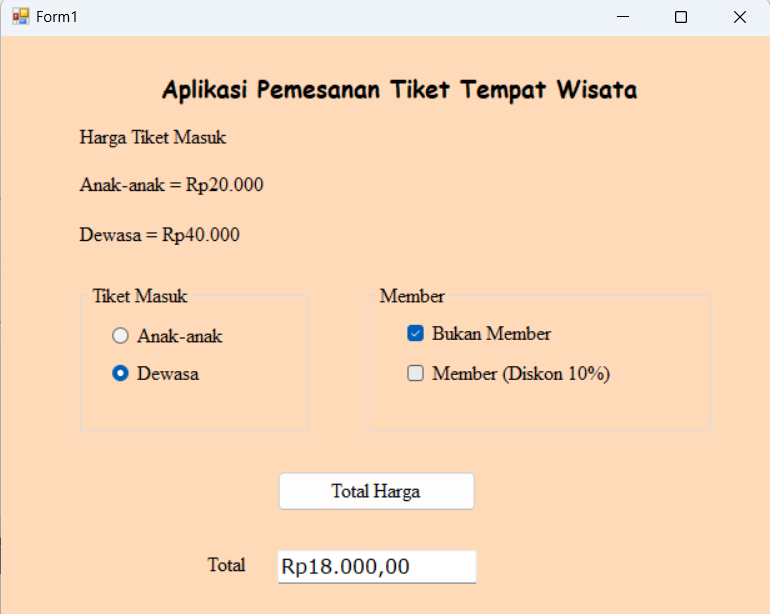 Form1
Aplikasi Pemesanan Tiket Tempat Wisata
Harga Tiket Masuk
Anak-anak = Rp20.000
Dewasa = Rp40.000
Tiket Masuk
Anak-anak
Dewasa
Member
Bukan Member
Member (Diskon 10%)
Total Harga
Total Rp18.000,00